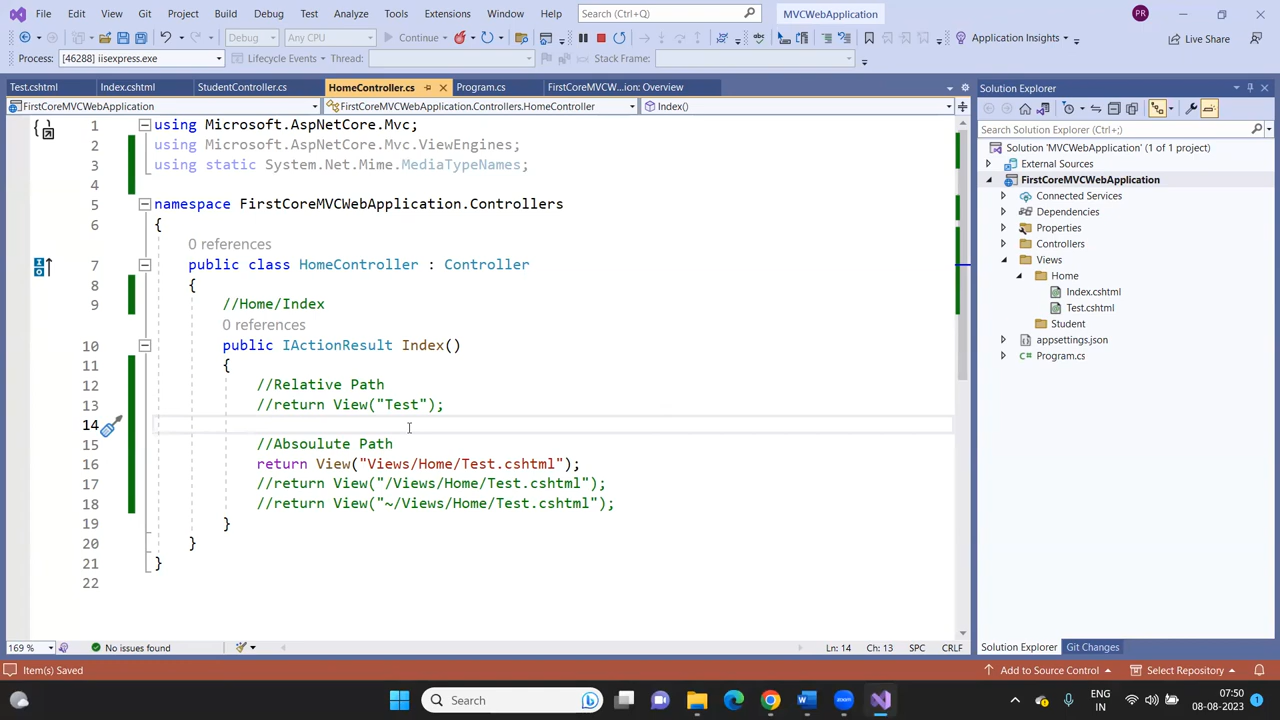 File Edit View Git Project Build Debug Test Analyze Tools Extensions Window Help Search (Ctrl+Q) MVCWebApplication PR
Debug Any CPU Continue Application Insights Live Share
Process: [46288] iisexpress.exe Lifecycle Events Thread: Stack Frame:
Test.cshtml Index.cshtml StudentController.cs HomeController.cs Program.cs FirstCoreMVCW...ion: Overview
FirstCoreMVCWebApplication FirstCoreMVCWebApplication.Controllers.HomeController Index()
1 using Microsoft.AspNetCore.Mvc;
2 using Microsoft.AspNetCore.Mvc.ViewEngines;
3 using static System.Net.Mime.MediaTypeNames;
4
5 namespace FirstCoreMVCWebApplication.Controllers
6 {
0 references
7 public class HomeController : Controller
8 {
9 //Home/Index
0 references
10 public IActionResult Index()
11 {
12 //Relative Path
13 //return View("Test");
14
15 //Absoulute Path
16 return View("Views/Home/Test.cshtml");
17 //return View("/Views/Home/Test.cshtml");
18 //return View("~/Views/Home/Test.cshtml");
19 }
20 }
21 }
22
169 % No issues found Ln: 14 Ch: 13 SPC CRLF
Solution Explorer
Search Solution Explorer (Ctrl+;)
Solution 'MVCWebApplication' (1 of 1 project)
External Sources
FirstCoreMVCWebApplication
Connected Services
Dependencies
Properties
Controllers
Views
Home
Index.cshtml
Test.cshtml
Student
appsettings.json
Program.cs
Solution Explorer Git Changes
Item(s) Saved Add to Source Control Select Repository
Search zoom ENG IN 07:50 08-08-2023